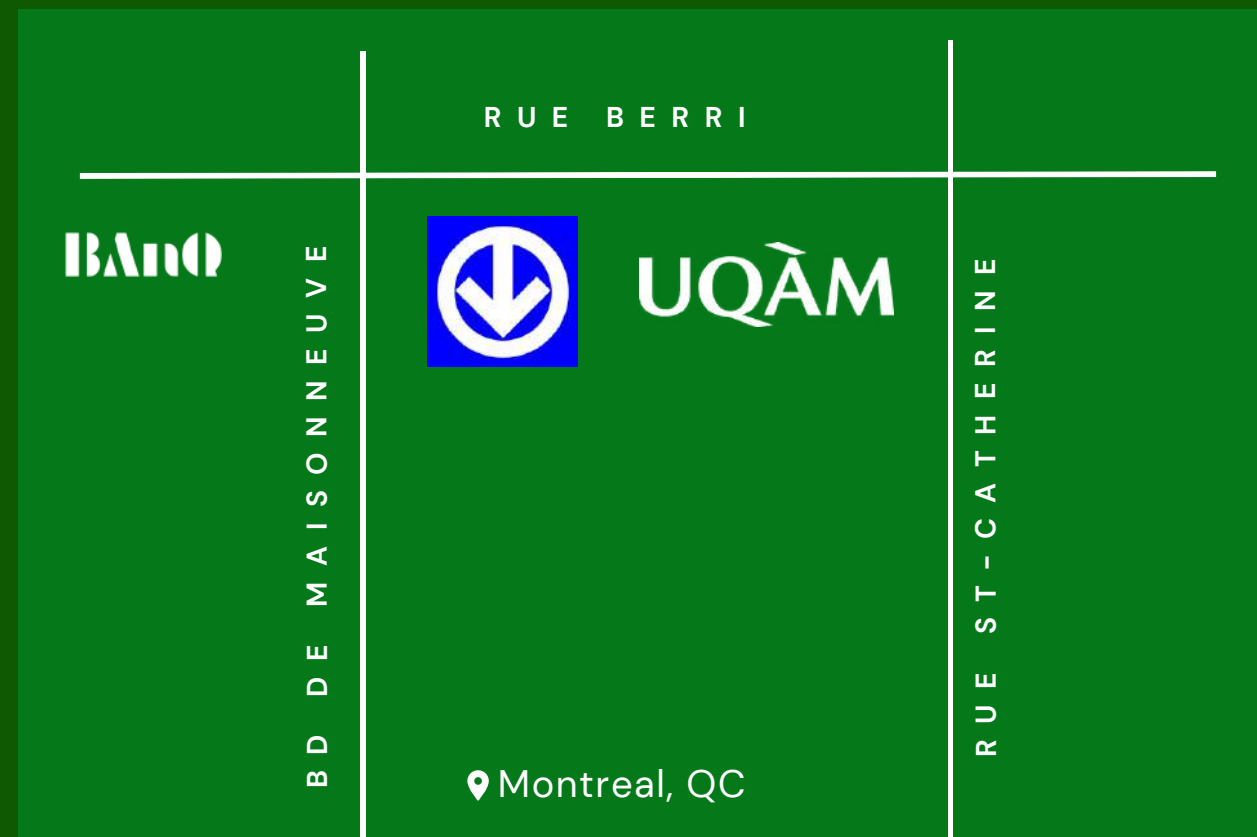 RUE BERRI
BAnQ
BD DE MAISONNEUVE
UQÀM
RUE ST-CATHERINE
Montreal, QC